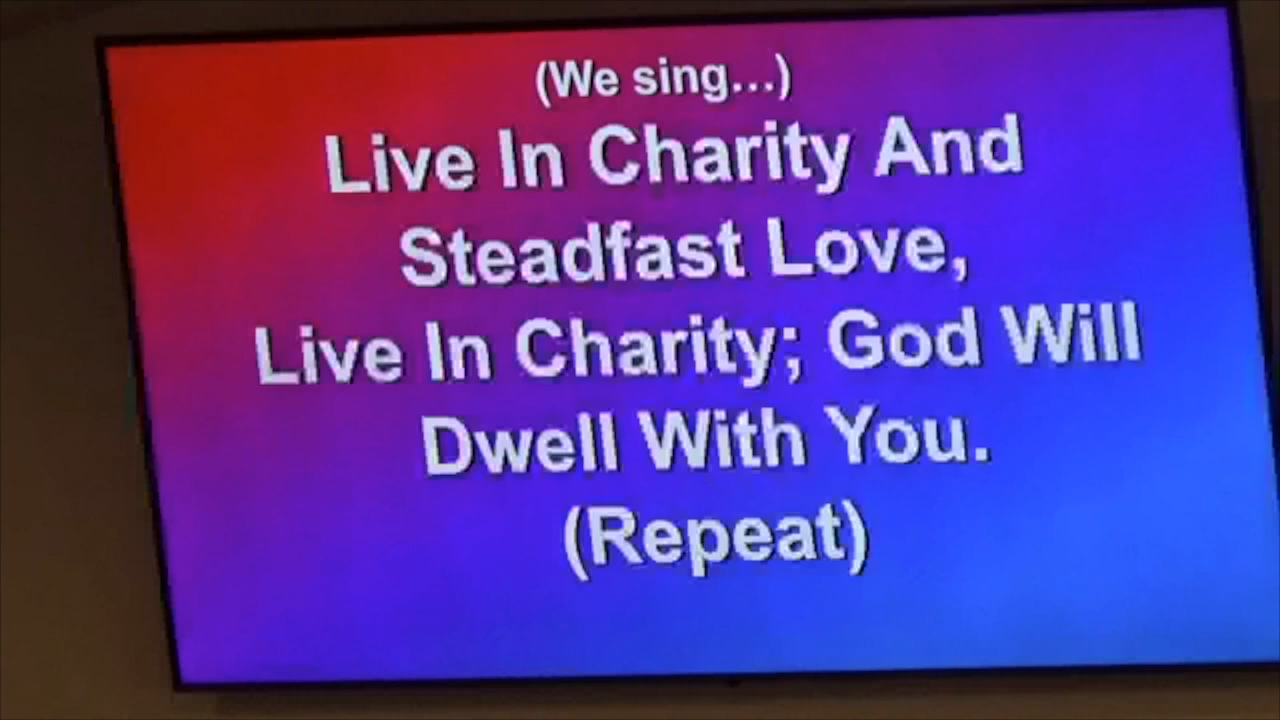 (We sing...)
Live In Charity And
Steadfast Love,
Live In Charity; God Will
Dwell With You.
(Repeat)